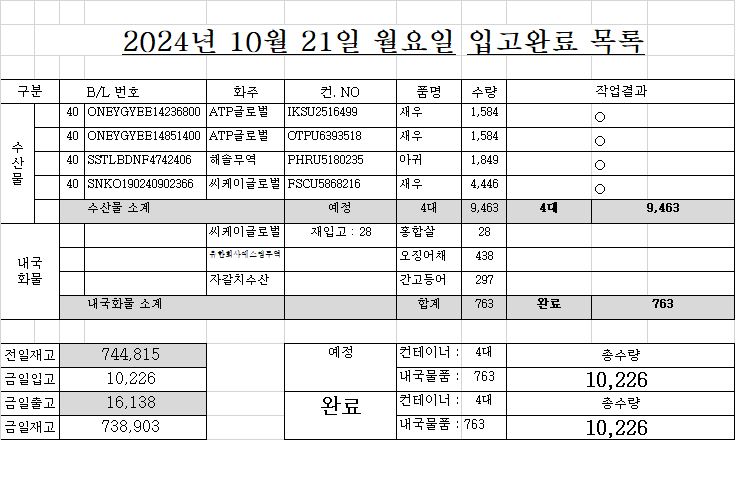 2024년 10월 21일 월요일 입고완료 목록
구분 B/L 번호 화주 컨. NO 품명 수량 작업결과
수산물
40 ONEYGYEE14236800 ATP글로벌 IKSU2516499 새우 1,584 ○
40 ONEYGYEE14851400 ATP글로벌 OTPU6393518 새우 1,584 ○
40 SSTLBDNF4742406 해솔무역 PHRU5180235 아귀 1,849 ○
40 SNKO190240902366 씨케이글로벌 FSCU5868216 새우 4,446 ○
수산물 소계 예정 4대 9,463 4대 9,463
내국화물
씨케이글로벌 재입고 : 28 홍합살 28
오징어채 438
자갈치수산 간고등어 297
내국화물 소계 합계 763 완료 763
전일재고 744,815 예정 컨테이너 : 4대 총수량
금일입고 10,226 내국물품 : 763 10,226
금일출고 16,138 완료 컨테이너 : 4대 총수량
금일재고 738,903 내국물품 : 763 10,226